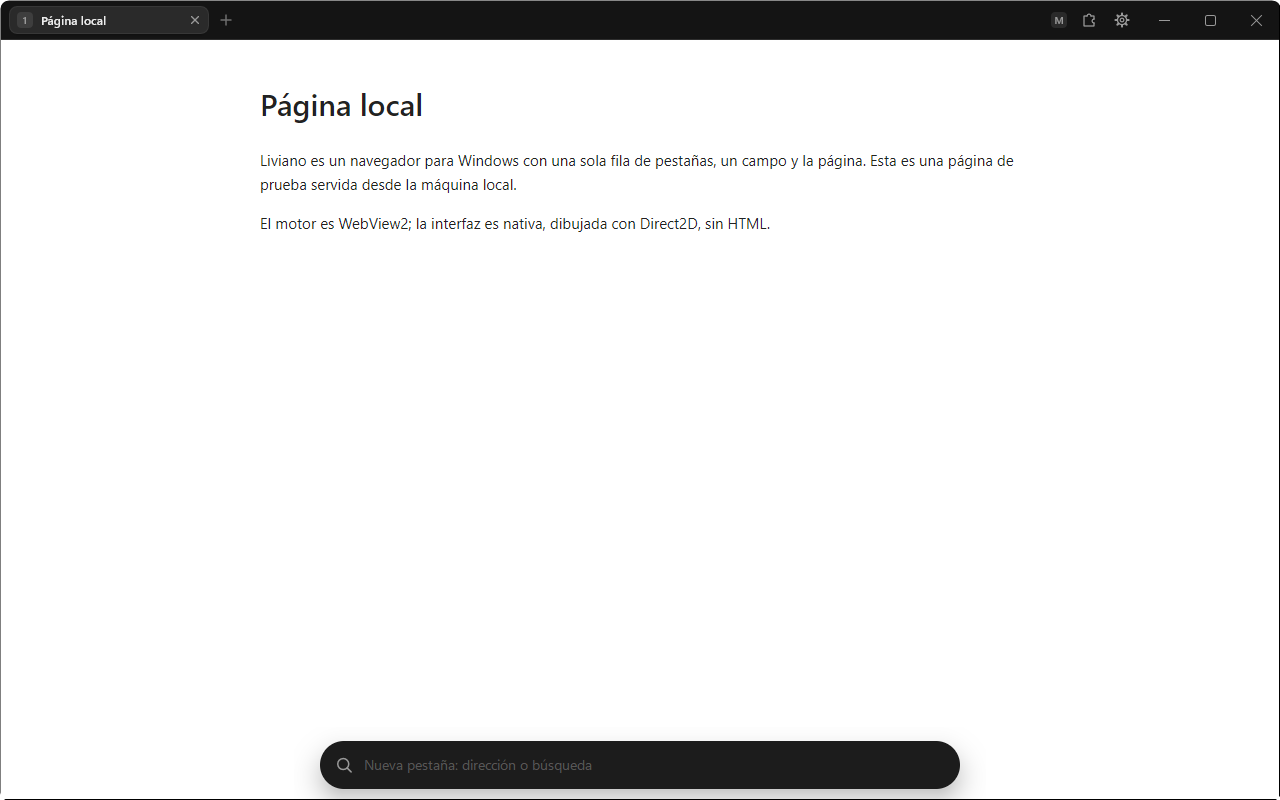 1 Página local
M
Página local
Liviano es un navegador para Windows con una sola fila de pestañas, un campo y la página. Esta es una página de
prueba servida desde la máquina local.
El motor es WebView2; la interfaz es nativa, dibujada con Direct2D, sin HTML.
Nueva pestaña: dirección o búsqueda